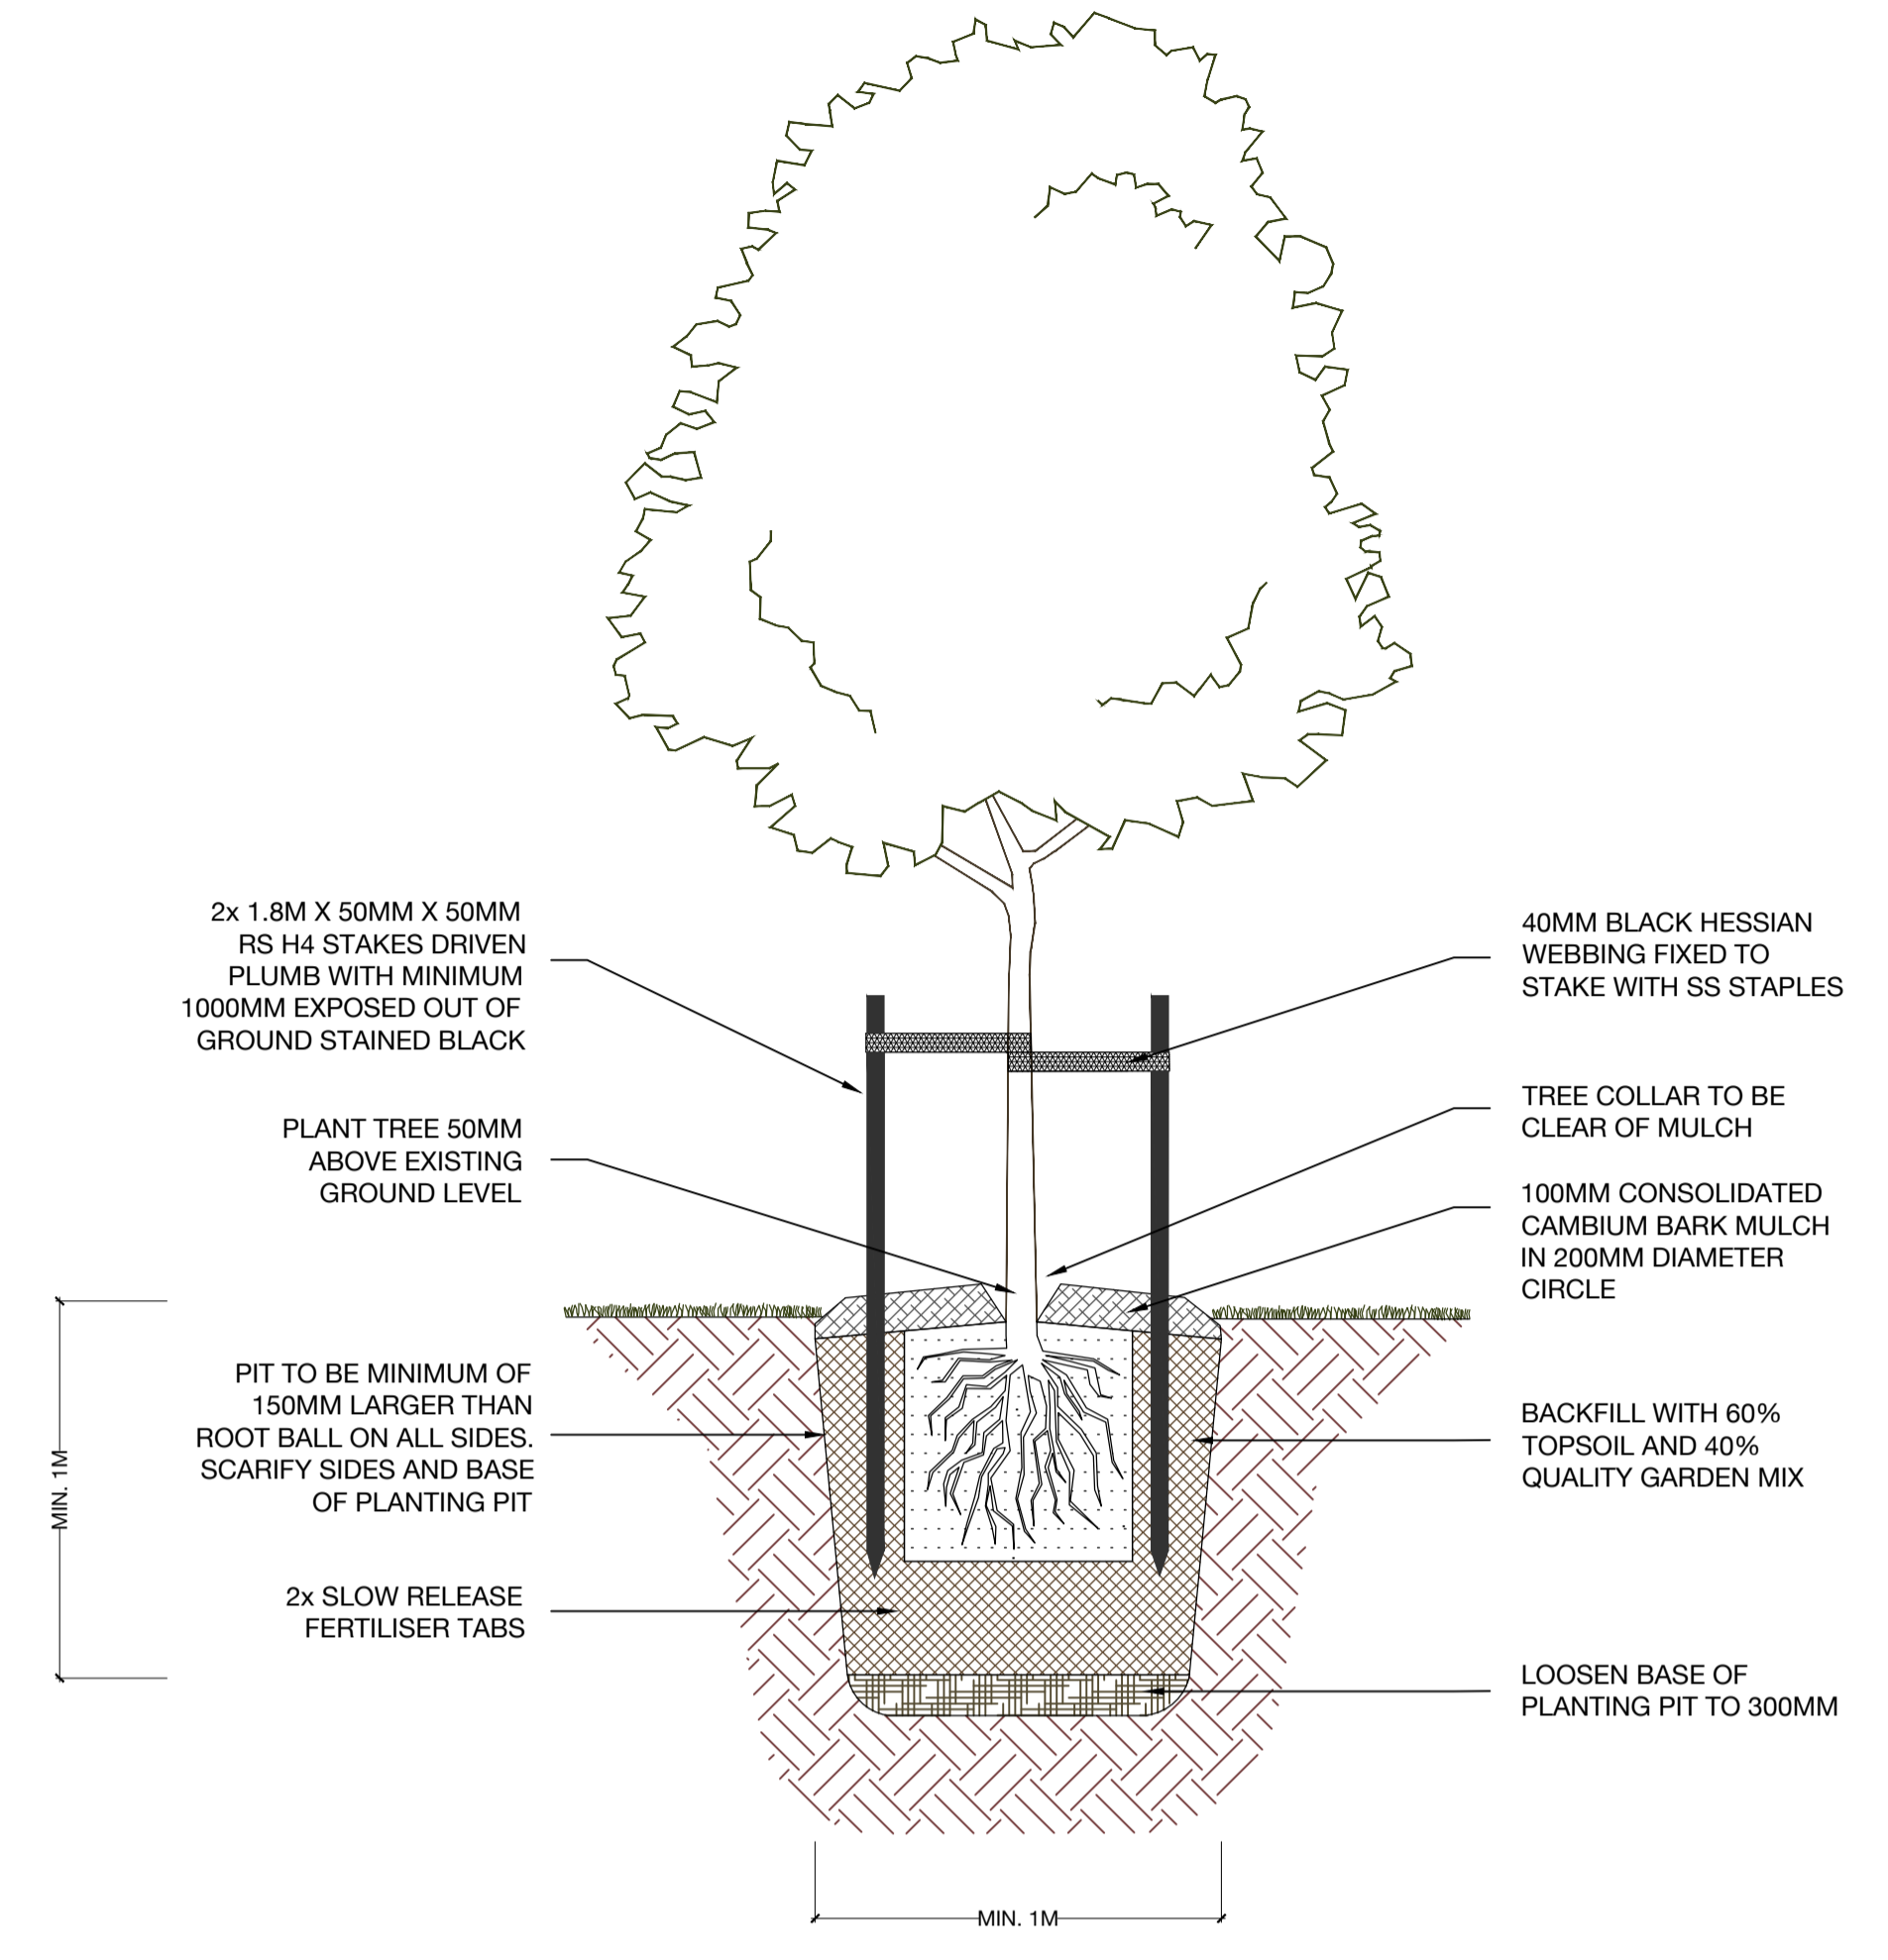 2x 1.8M X 50MM X 50MM
RS H4 STAKES DRIVEN
PLUMB WITH MINIMUM
1000MM EXPOSED OUT OF
GROUND STAINED BLACK
PLANT TREE 50MM
ABOVE EXISTING
GROUND LEVEL
MIN. 1M
PIT TO BE MINIMUM OF
150MM LARGER THAN
ROOT BALL ON ALL SIDES.
SCARIFY SIDES AND BASE
OF PLANTING PIT
2x SLOW RELEASE
FERTILISER TABS
40MM BLACK HESSIAN
WEBBING FIXED TO
STAKE WITH SS STAPLES
TREE COLLAR TO BE
CLEAR OF MULCH
100MM CONSOLIDATED
CAMBIUM BARK MULCH
IN 200MM DIAMETER
CIRCLE
BACKFILL WITH 60%
TOPSOIL AND 40%
QUALITY GARDEN MIX
LOOSEN BASE OF
PLANTING PIT TO 300MM
MIN. 1M